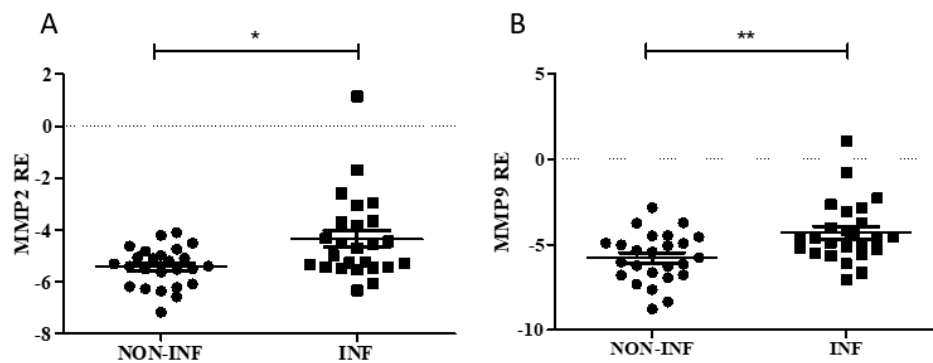 A
*
MMP2 RE
2
0
-2
-4
-6
-8
NON-INF
INF
B
**
MMP9 RE
5
0
-5
-10
NON-INF
INF